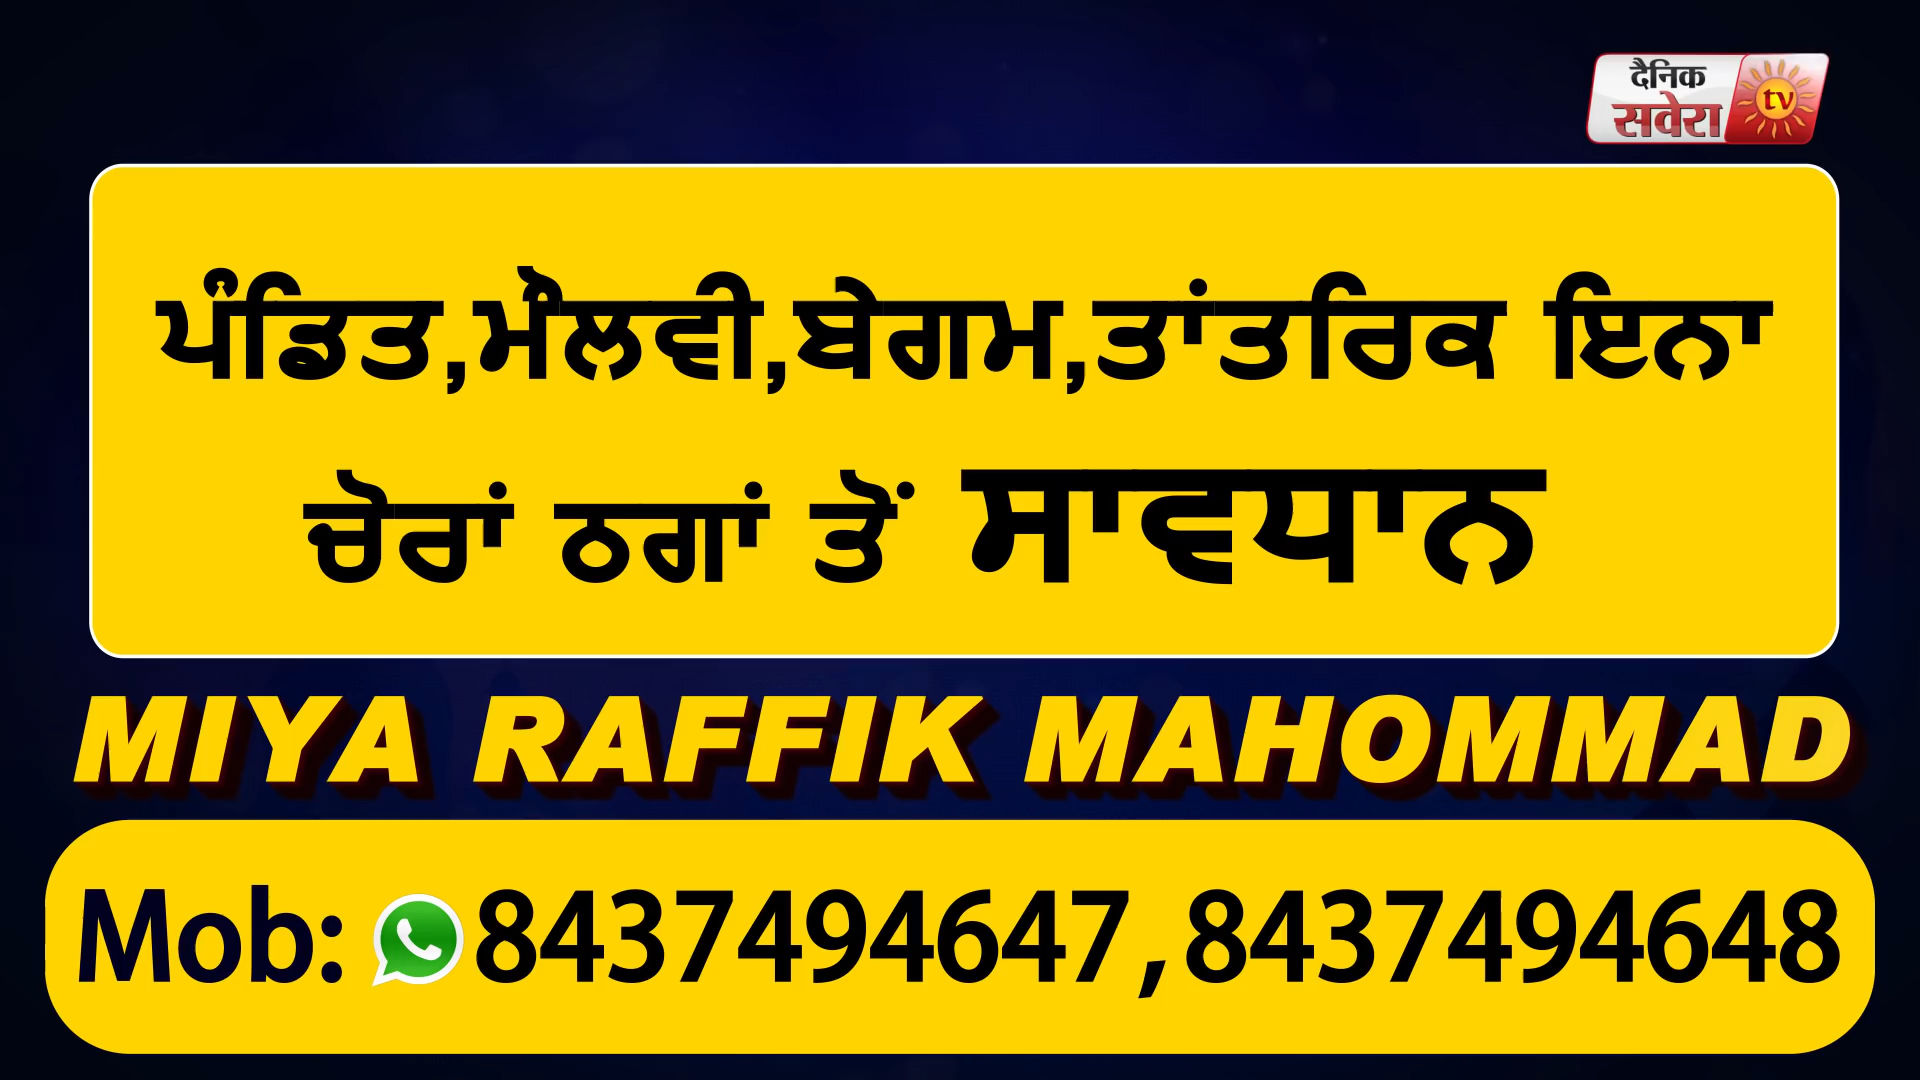 दैनिक
सवेरा tv
ਪੰਡਿਤ,ਮੌਲਵੀ,ਬੇਗਮ,ਤਾਂਤਰਿਕ ਇਨਾ
ਚੋਰਾਂ ਠਗਾਂ ਤੋਂ ਸਾਵਧਾਨ
MIYA RAFFIK MAHOMMAD
Mob: 8437494647,8437494648